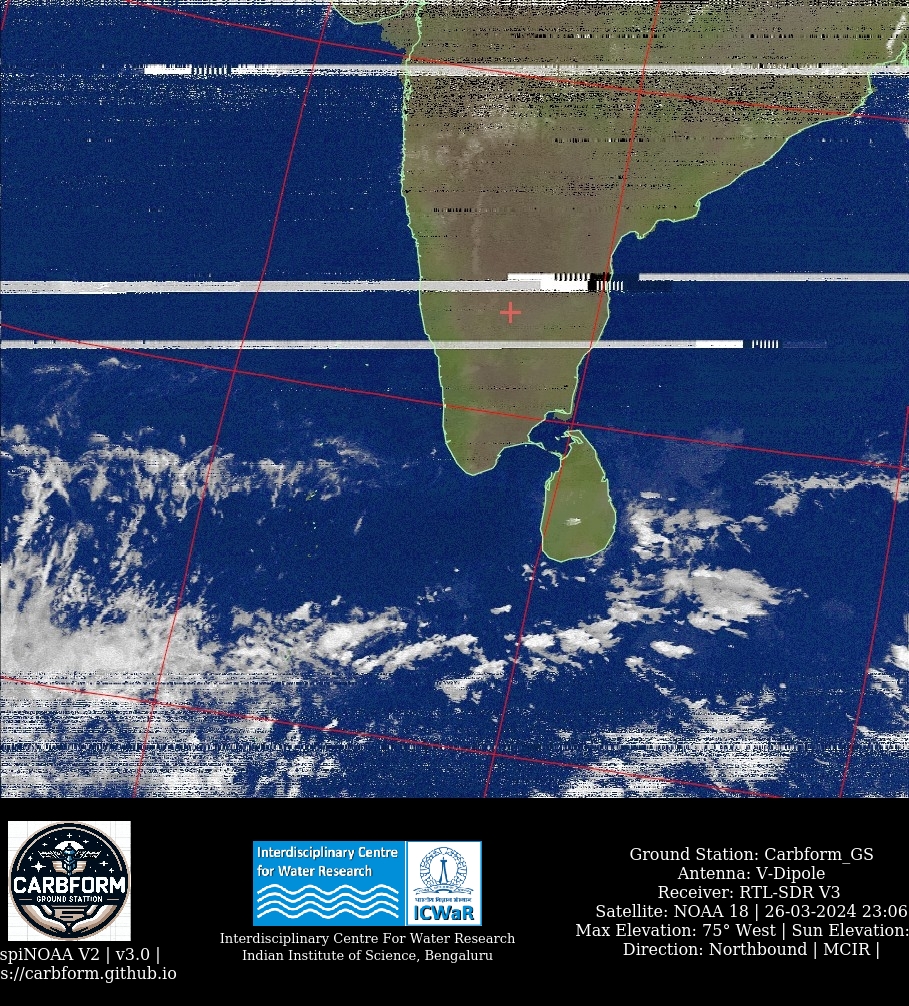 CARBFORM
GROUND STATION
spiNOAA V2 | v3.0 |
s://carbform.github.io
Interdisciplinary Centre
for Water Research
भारतीय विज्ञान संस्थान
ICWaR
Interdisciplinary Centre For Water Research
Indian Institute of Science, Bengaluru
Ground Station: Carbform_GS
Antenna: V-Dipole
Receiver: RTL-SDR V3
Satellite: NOAA 18 | 26-03-2024 23:06
Max Elevation: 75° West | Sun Elevation:
Direction: Northbound | MCIR |